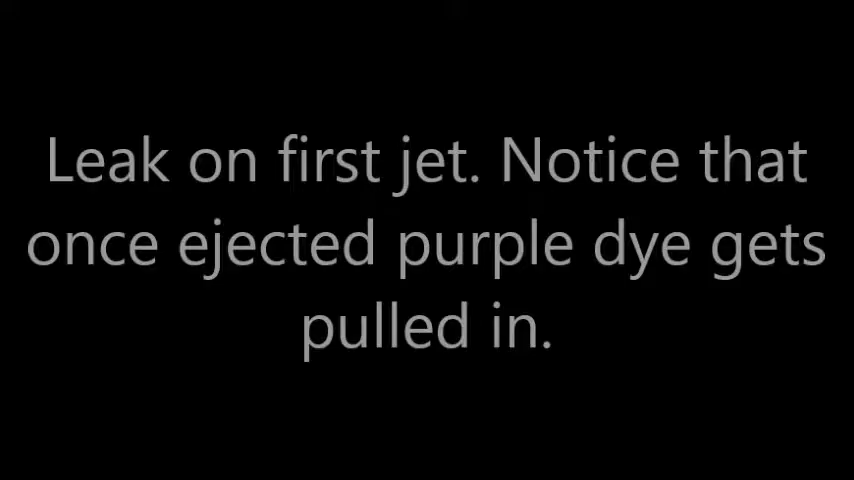 Leak on first jet. Notice that
once ejected purple dye gets
pulled in.